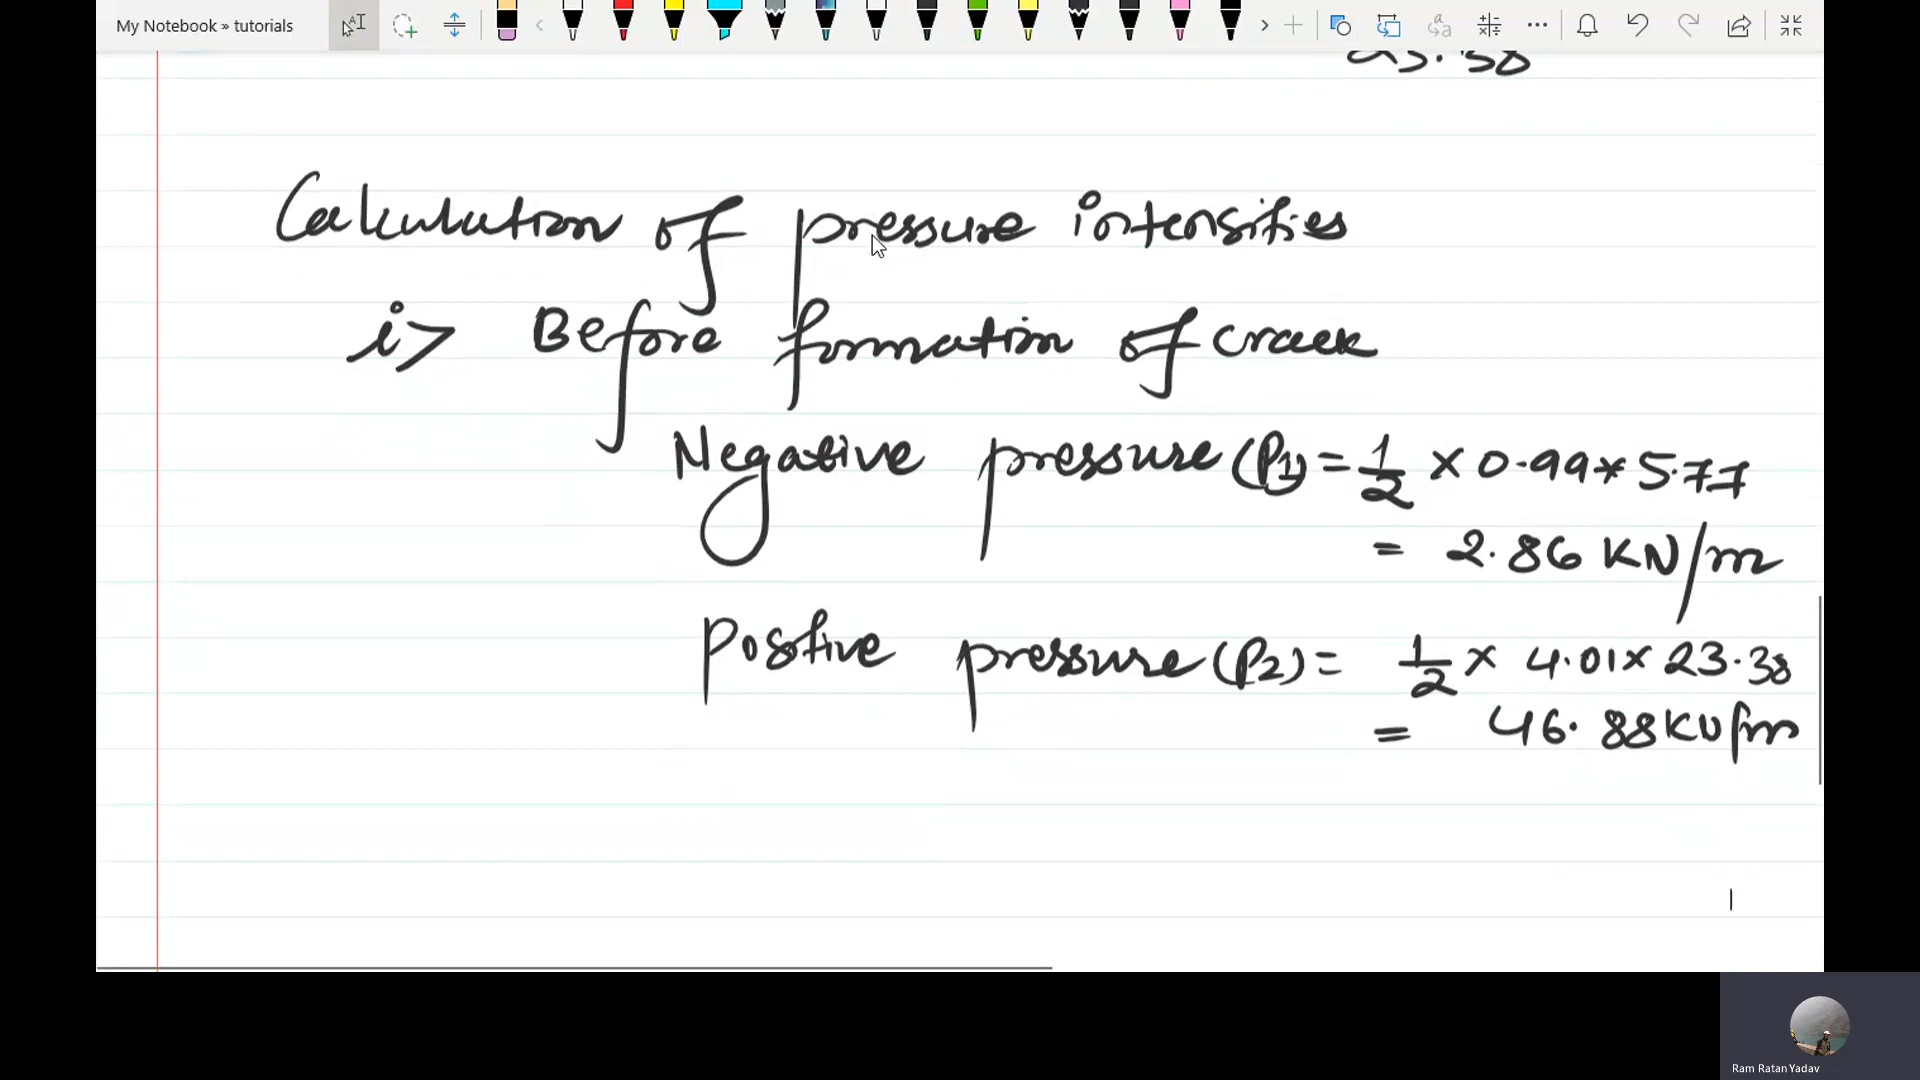 My Notebook » tutorials
23.38
Calculation of pressure intensities
i> Before formation of crack
Negative pressure (P1) = 1/2 × 0.99 × 5.77
= 2.86 KN/m
Positive pressure (P2) = 1/2 × 4.01 × 23.38
= 46.88 KN/m
Ram Ratan Yadav